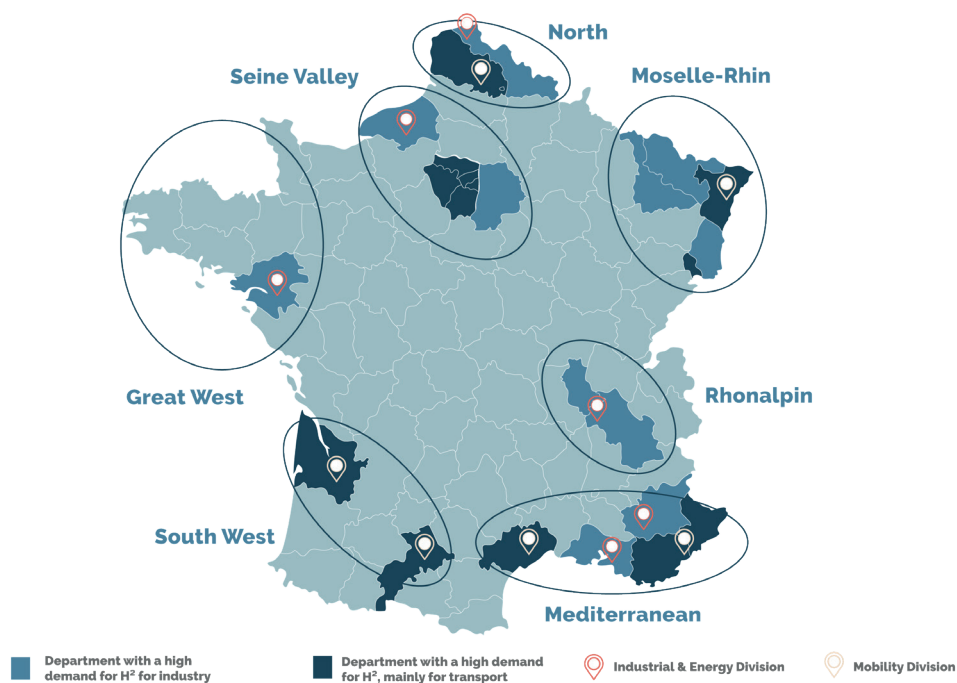 North
Seine Valley
Moselle-Rhin
Great West
Rhonalpin
South West
Mediterranean
Department with a high
demand for H² for industry
Department with a high demand
for H², mainly for transport
Industrial & Energy Division
Mobility Division